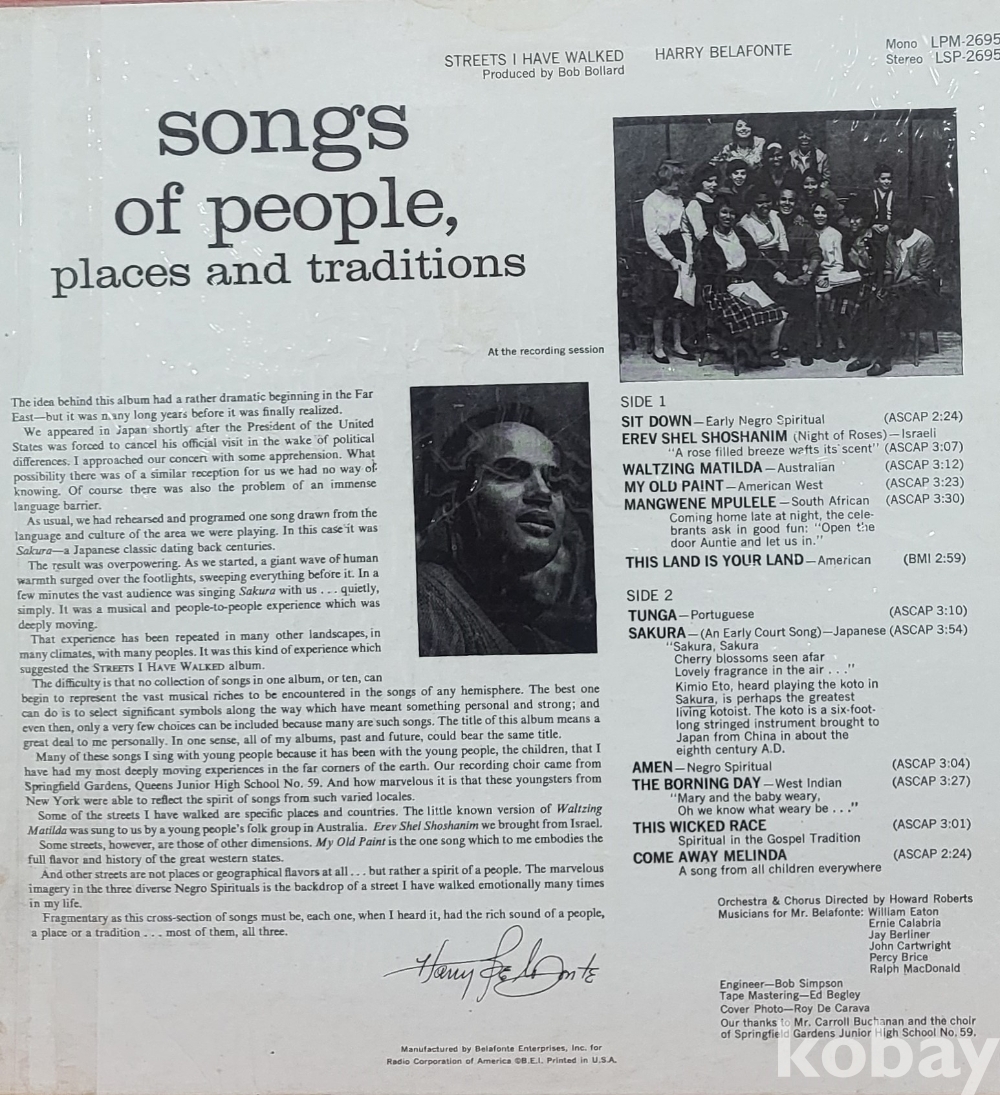 STREETS I HAVE WALKED HARRY BELAFONTE
Produced by Bob Bollard
Mono LPM-2695
Stereo LSP-2695
songs
of people,
places and traditions
At the recording session
The idea behind this album had a rather dramatic beginning in the Far
East—but it was many long years before it was finally realized.
We appeared in Japan shortly after the President of the United
States was forced to cancel his official visit in the wake of political
differences. I approached our concert with some apprehension. What
possibility there was of a similar reception for us we had no way of
knowing. Of course there was also the problem of an immense
language barrier.
As usual, we had rehearsed and programed one song drawn from the
language and culture of the area we were playing. In this case it was
Sakura—a Japanese classic dating back centuries.
The result was overpowering. As we started, a giant wave of human
warmth surged over the footlights, sweeping everything before it. In a
few minutes the vast audience was singing Sakura with us . . . quietly,
simply. It was a musical and people-to-people experience which was
deeply moving.
That experience has been repeated in many other landscapes, in
many climates, with many peoples. It was this kind of experience which
suggested the STREETS I HAVE WALKED album.
The difficulty is that no collection of songs in one album, or ten, can
begin to represent the vast musical riches to be encountered in the songs of any hemisphere. The best one
can do is to select significant symbols along the way which have meant something personal and strong; and
even then, only a very few choices can be included because many are such songs. The title of this album means a
great deal to me personally. In one sense, all of my albums, past and future, could bear the same title.
Many of these songs I sing with young people because it has been with the young people, the children, that I
have had my most deeply moving experiences in the far corners of the earth. Our recording choir came from
Springfield Gardens, Queens Junior High School No. 59. And how marvelous it is that these youngsters from
New York were able to reflect the spirit of songs from such varied locales.
Some of the streets I have walked are specific places and countries. The little known version of Waltzing
Matilda was sung to us by a young people's folk group in Australia. Erev Shel Shoshanim we brought from Israel.
Some streets, however, are those of other dimensions. My Old Paint is the one song which to me embodies the
full flavor and history of the great western states.
And other streets are not places or geographical flavors at all . . . but rather a spirit of a people. The marvelous
imagery in the three diverse Negro Spirituals is the backdrop of a street I have walked emotionally many times
in my life.
Fragmentary as this cross-section of songs must be, each one, when I heard it, had the rich sound of a people,
a place or a tradition . . . most of them, all three.
Harry Belafonte
Manufactured by Belafonte Enterprises, Inc. for
Radio Corporation of America ©B.E.I. Printed in U.S.A.
SIDE 1
SIT DOWN—Early Negro Spiritual (ASCAP 2:24)
EREV SHEL SHOSHANIM (Night of Roses)—Israeli
"A rose filled breeze wafts its scent" (ASCAP 3:07)
WALTZING MATILDA—Australian (ASCAP 3:12)
MY OLD PAINT—American West (ASCAP 3:23)
MANGWENE MPULELE—South African (ASCAP 3:30)
Coming home late at night, the cele-
brants ask in good fun: "Open the
door Auntie and let us in."
THIS LAND IS YOUR LAND—American (BMI 2:59)
SIDE 2
TUNGA—Portuguese (ASCAP 3:10)
SAKURA—(An Early Court Song)—Japanese (ASCAP 3:54)
"Sakura, Sakura
Cherry blossoms seen afar
Lovely fragrance in the air . . ."
Kimio Eto, heard playing the koto in
Sakura, is perhaps the greatest
living kotoist. The koto is a six-foot-
long stringed instrument brought to
Japan from China in about the
eighth century A.D.
AMEN—Negro Spiritual (ASCAP 3:04)
THE BORNING DAY—West Indian (ASCAP 3:27)
"Mary and the baby weary,
Oh we know what weary be . . ."
THIS WICKED RACE (ASCAP 3:01)
Spiritual in the Gospel Tradition
COME AWAY MELINDA (ASCAP 2:24)
A song from all children everywhere
Orchestra & Chorus Directed by Howard Roberts
Musicians for Mr. Belafonte: William Eaton
Ernie Calabria
Jay Berliner
John Cartwright
Percy Brice
Ralph MacDonald
Engineer—Bob Simpson
Tape Mastering—Ed Begley
Cover Photo—Roy De Carava
Our thanks to Mr. Carroll Buchanan and the choir
of Springfield Gardens Junior High School No. 59.
kobay